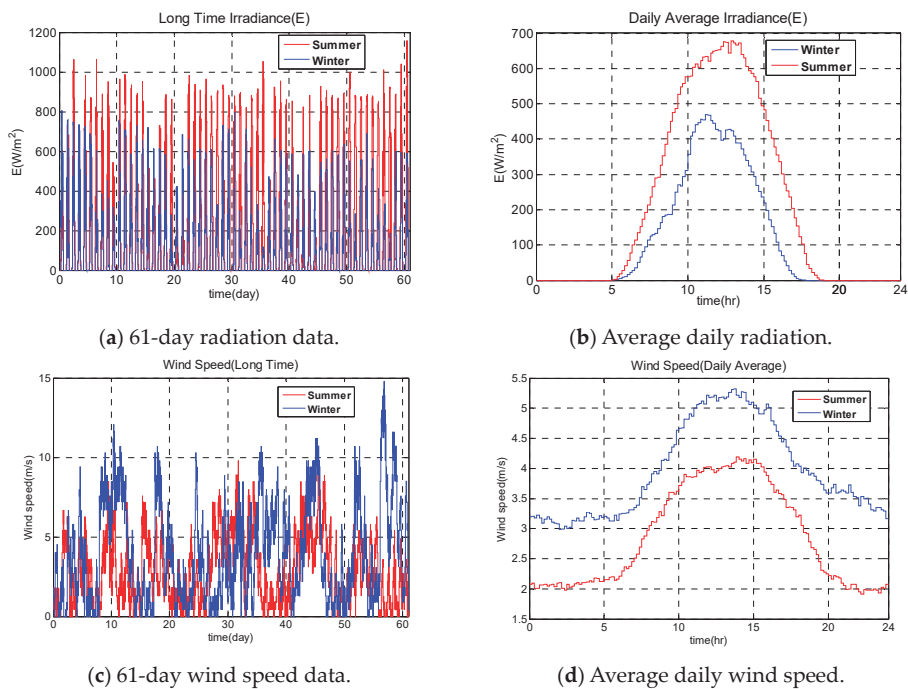 Long Time Irradiance(E)
E(W/m²)
1200
1000
800
600
400
200
0
Summer
Winter
0 10 20 30 40 50 60
time(day)
(a) 61-day radiation data.
Daily Average Irradiance(E)
E(W/m²)
700
600
500
400
300
200
100
0
Winter
Summer
0 5 10 15 20 24
time(hr)
(b) Average daily radiation.
Wind Speed(Long Time)
Wind speed(m/s)
15
10
5
0
Summer
Winter
0 10 20 30 40 50 60
time(day)
(c) 61-day wind speed data.
Wind Speed(Daily Average)
Wind speed(m/s)
5.5
5
4.5
4
3.5
3
2.5
2
1.5
Summer
Winter
0 5 10 15 20 24
time(hr)
(d) Average daily wind speed.